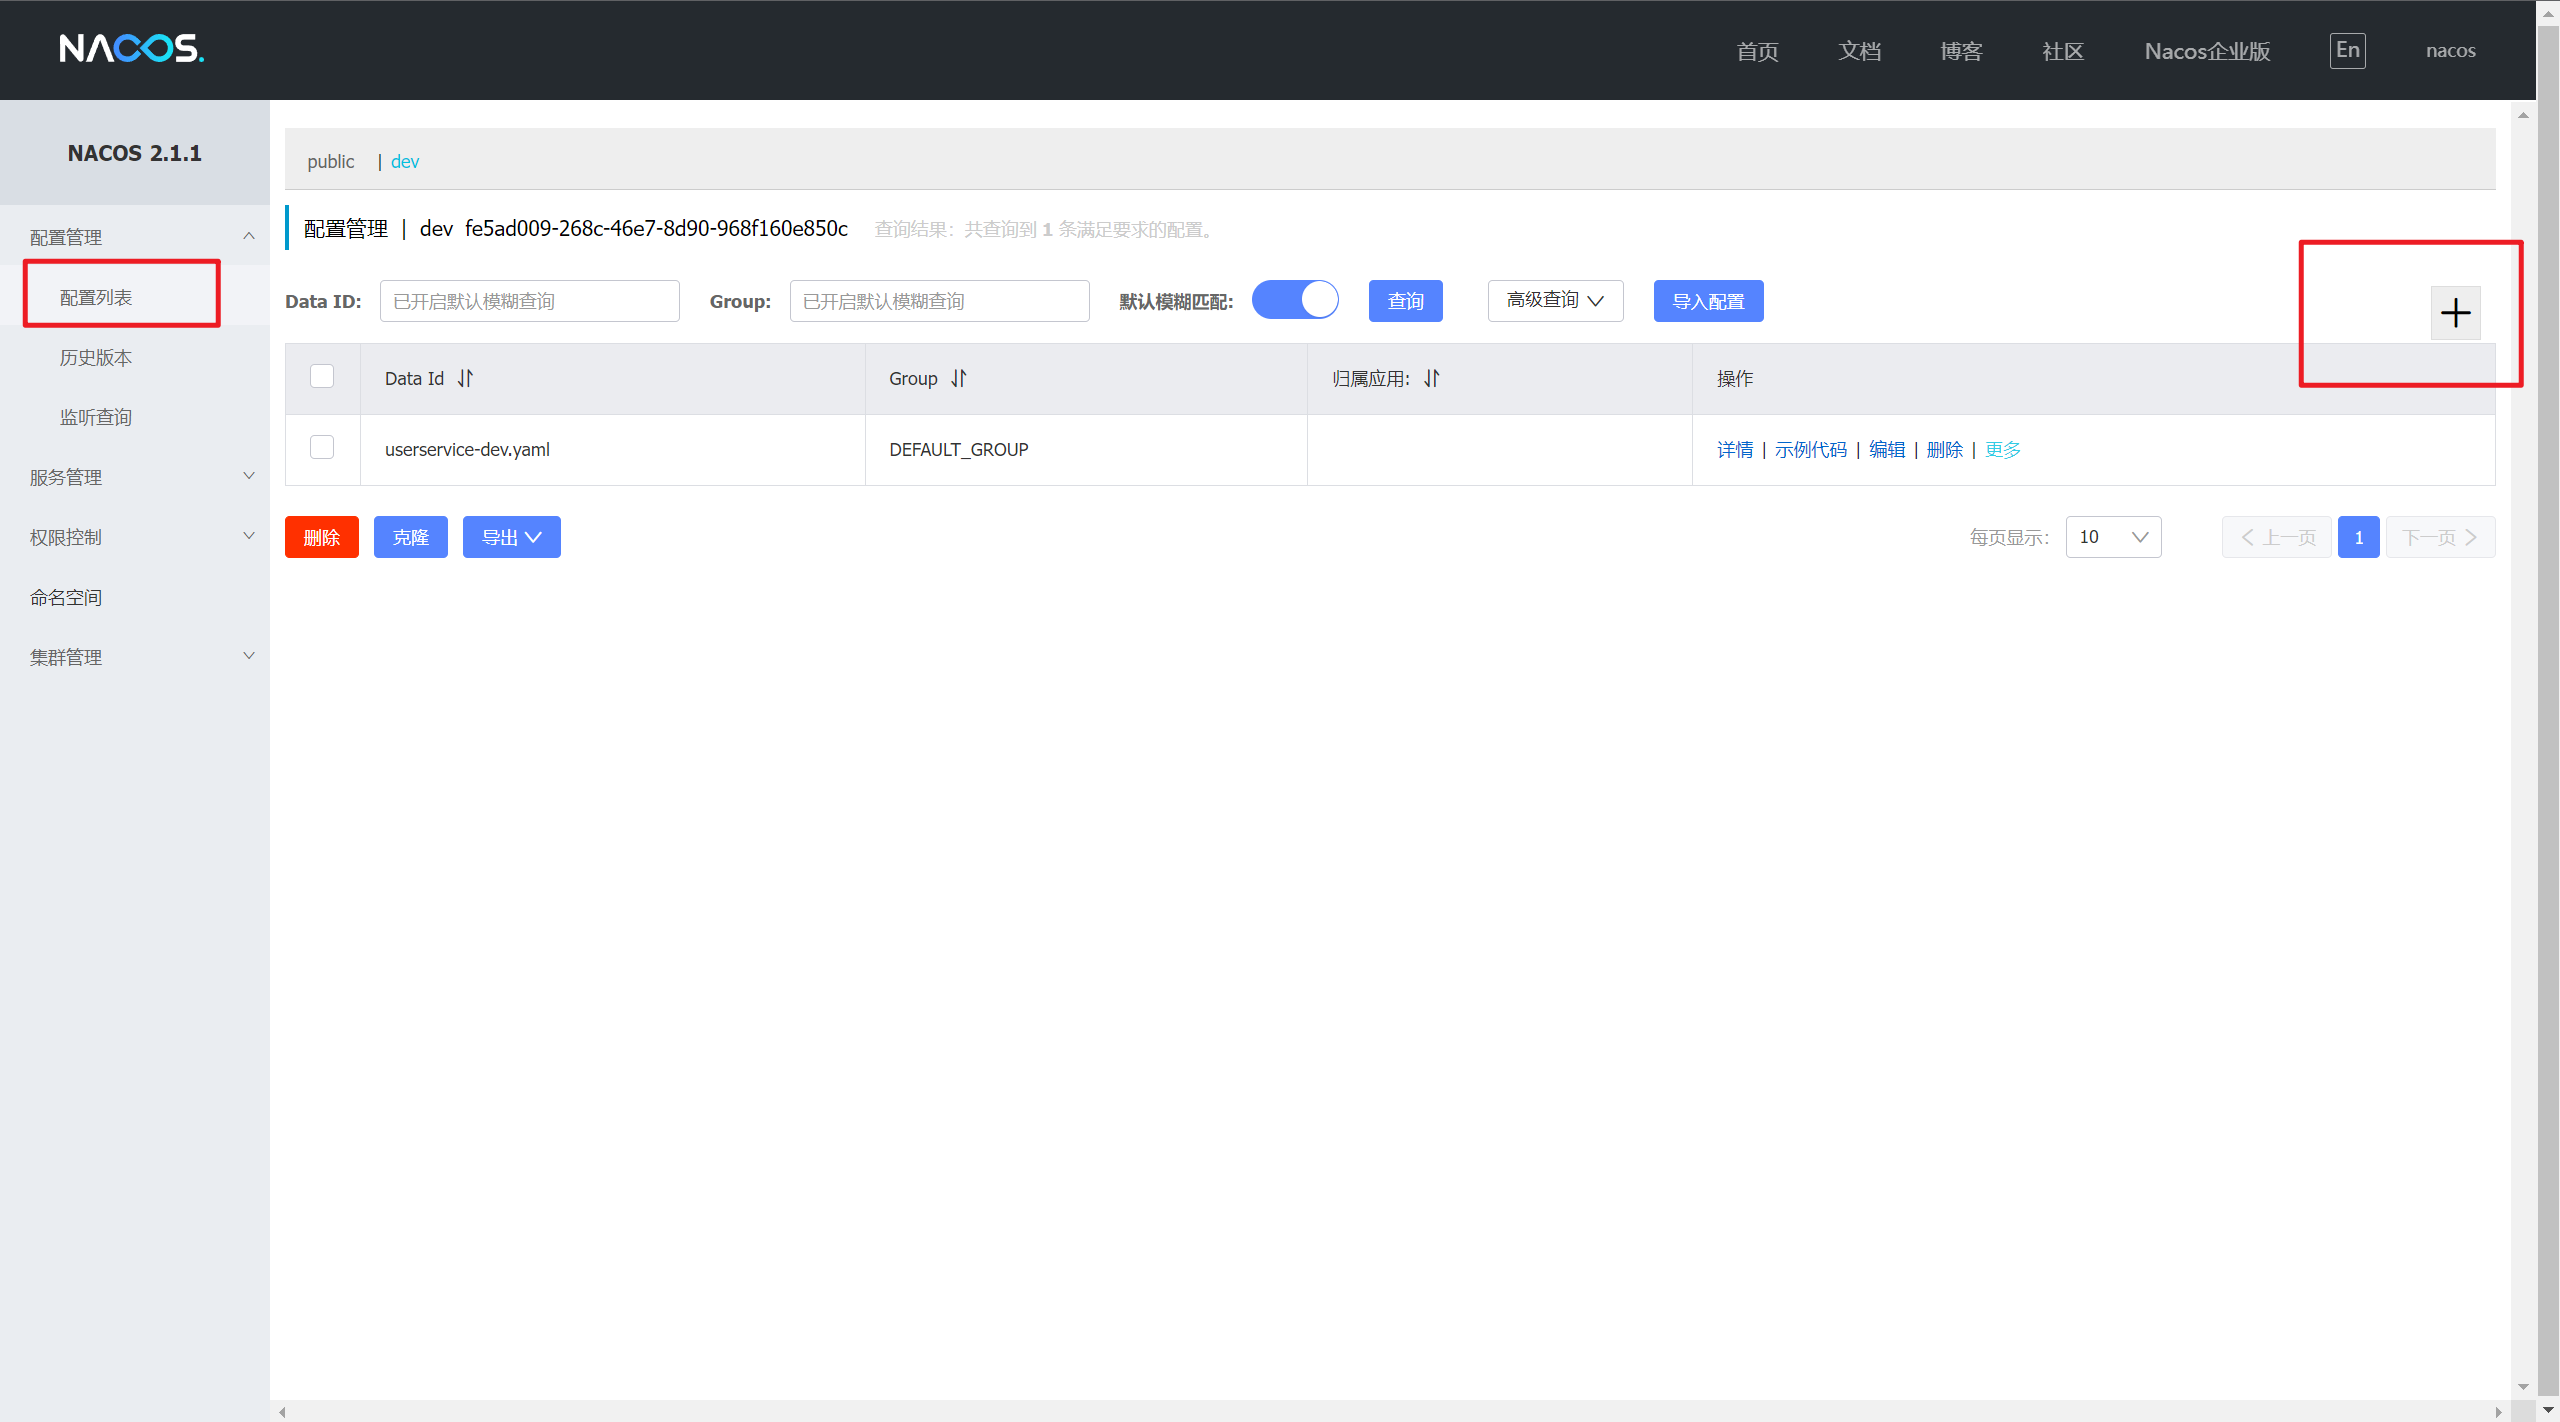 NACOS.
首页 文档 博客 社区 Nacos企业版 En nacos
NACOS 2.1.1
配置管理
配置列表
历史版本
监听查询
服务管理
权限控制
命名空间
集群管理
public | dev
配置管理 | dev fe5ad009-268c-46e7-8d90-968f160e850c 查询结果：共查询到 1 条满足要求的配置。
Data ID: 已开启默认模糊查询 Group: 已开启默认模糊查询 默认模糊匹配: 查询 高级查询 导入配置
Data Id Group 归属应用: 操作
userservice-dev.yaml DEFAULT_GROUP 详情 | 示例代码 | 编辑 | 删除 | 更多
删除 克隆 导出 每页显示: 10 上一页 1 下一页